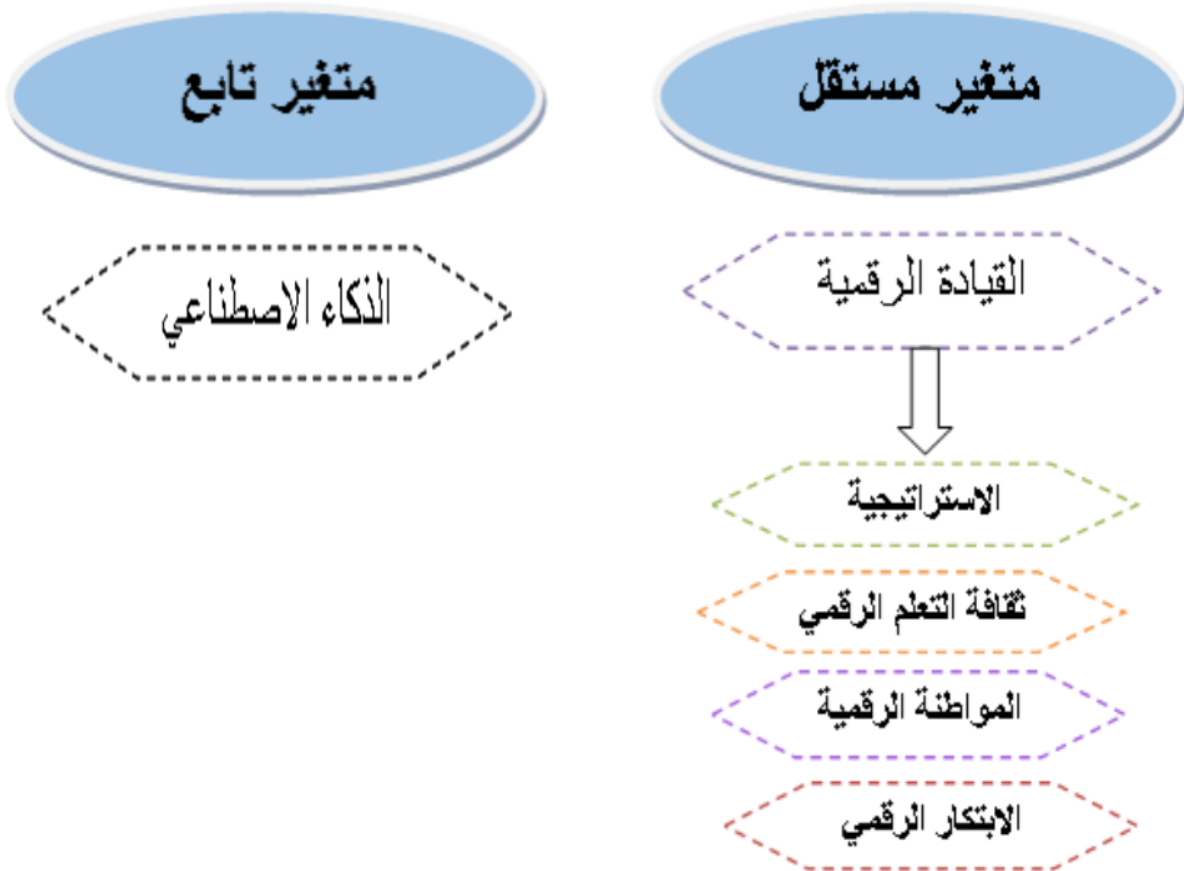 متغير مستقل
متغير تابع
القيادة الرقمية
الذكاء الاصطناعي
الاستراتيجية
ثقافة التعلم الرقمي
المواطنة الرقمية
الابتكار الرقمي